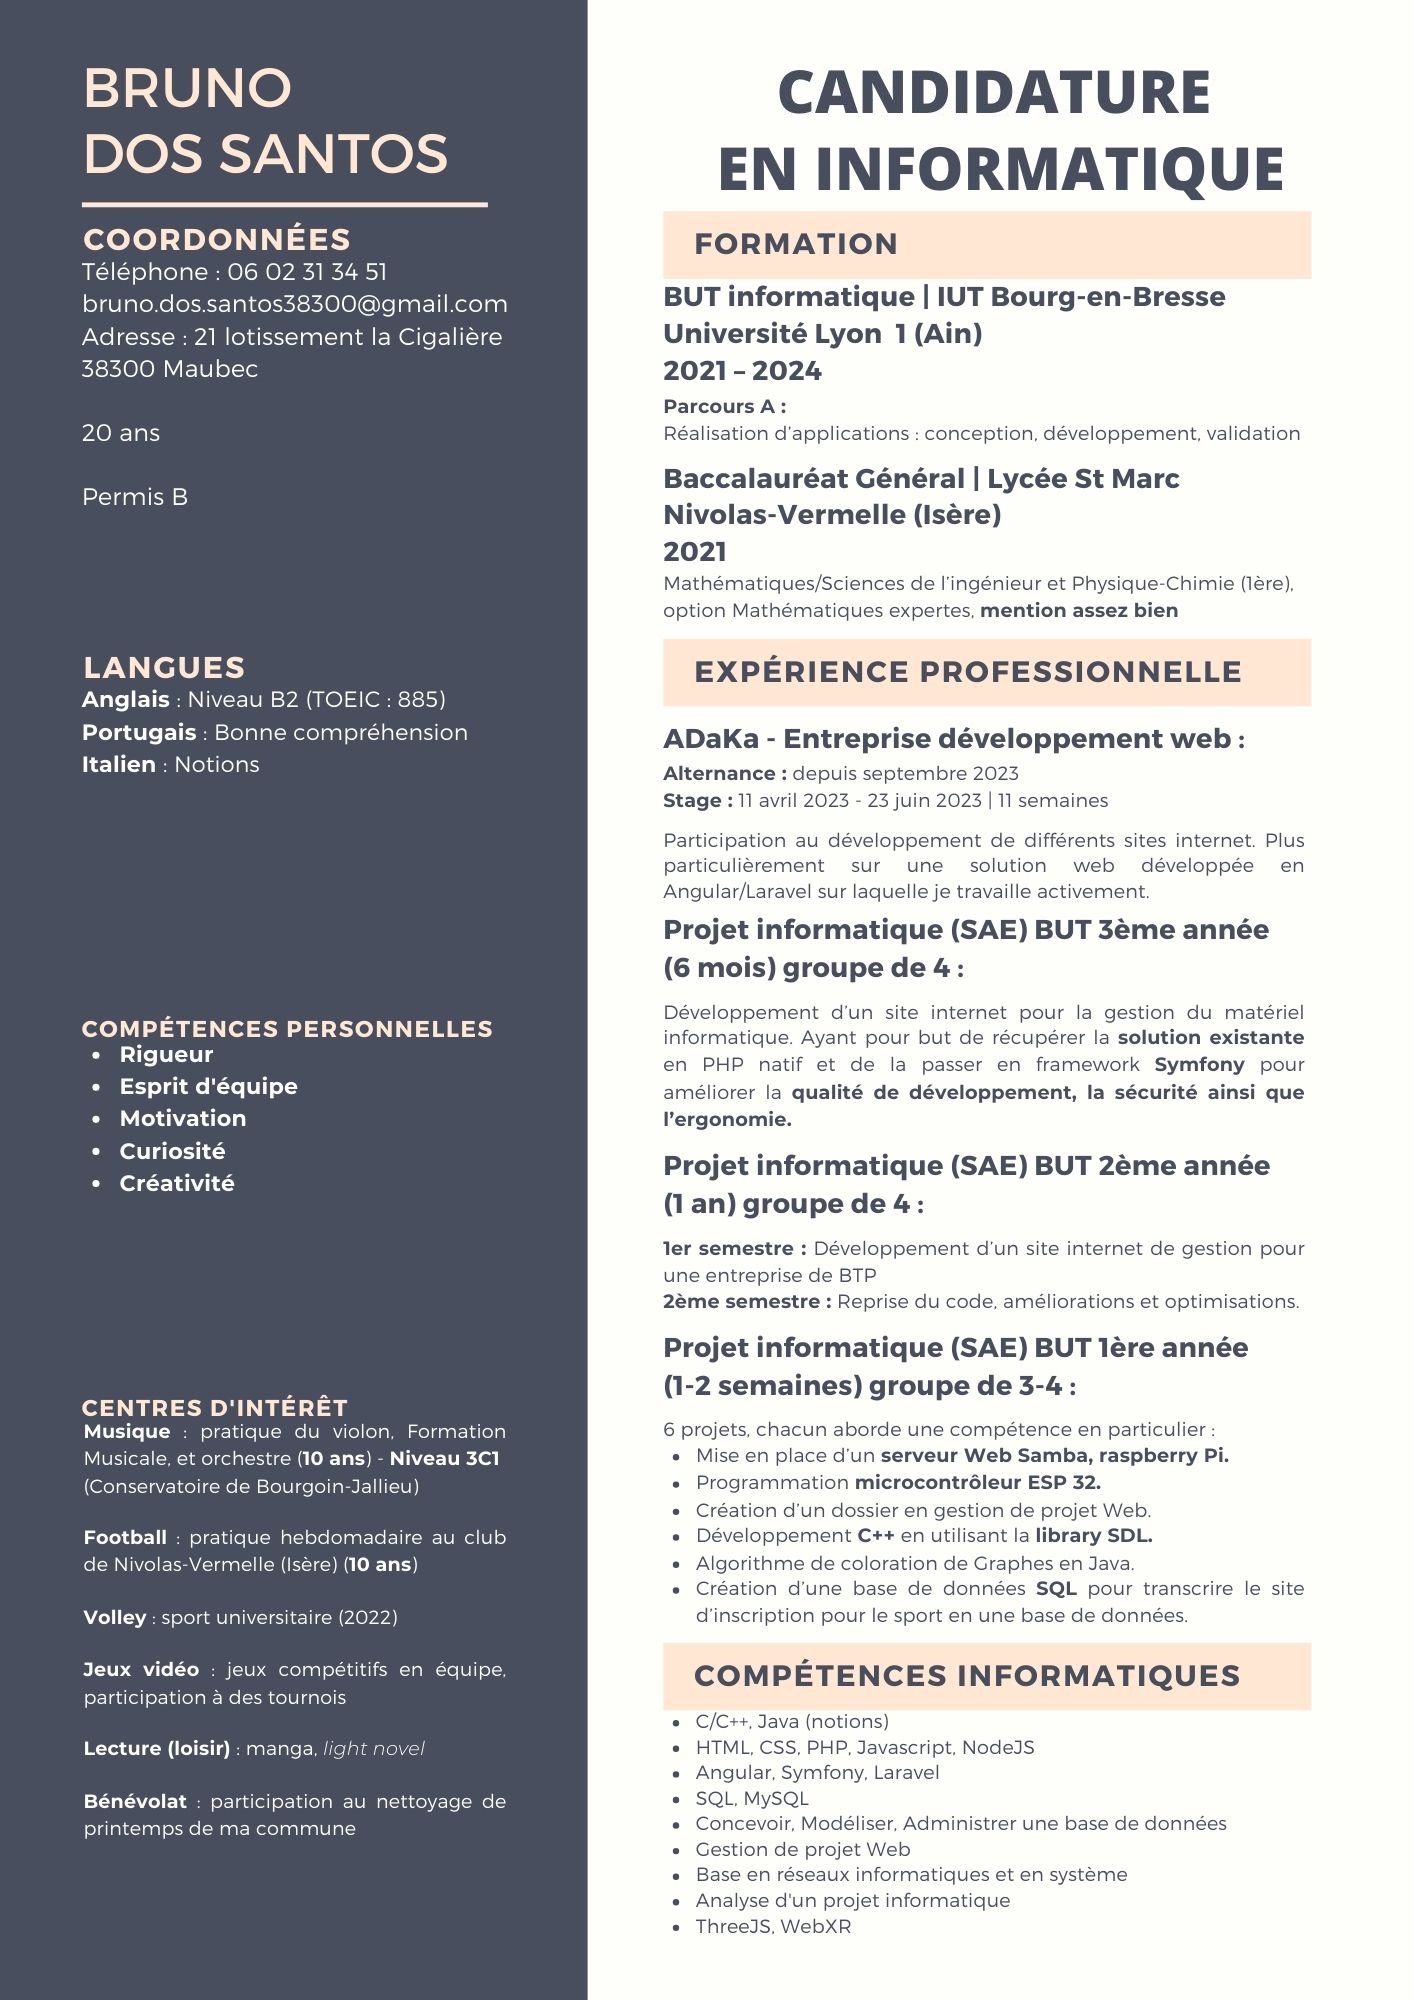 BRUNO
DOS SANTOS
COORDONNÉES
Téléphone : 06 02 31 34 51
bruno.dos.santos38300@gmail.com
Adresse : 21 lotissement la Cigalière
38300 Maubec
20 ans
Permis B
LANGUES
Anglais : Niveau B2 (TOEIC : 885)
Portugais : Bonne compréhension
Italien : Notions
COMPÉTENCES PERSONNELLES
• Rigueur
• Esprit d'équipe
• Motivation
• Curiosité
• Créativité
CENTRES D'INTÉRÊT
Musique : pratique du violon, Formation
Musicale, et orchestre (10 ans) - Niveau 3C1
(Conservatoire de Bourgoin-Jallieu)
Football : pratique hebdomadaire au club
de Nivolas-Vermelle (Isère) (10 ans)
Volley : sport universitaire (2022)
Jeux vidéo : jeux compétitifs en équipe,
participation à des tournois
Lecture (loisir) : manga, light novel
Bénévolat : participation au nettoyage de
printemps de ma commune
CANDIDATURE
EN INFORMATIQUE
FORMATION
BUT informatique | IUT Bourg-en-Bresse
Université Lyon 1 (Ain)
2021 – 2024
Parcours A :
Réalisation d’applications : conception, développement, validation
Baccalauréat Général | Lycée St Marc
Nivolas-Vermelle (Isère)
2021
Mathématiques/Sciences de l’ingénieur et Physique-Chimie (1ère),
option Mathématiques expertes, mention assez bien
EXPÉRIENCE PROFESSIONNELLE
ADaKa - Entreprise développement web :
Alternance : depuis septembre 2023
Stage : 11 avril 2023 - 23 juin 2023 | 11 semaines
Participation au développement de différents sites internet. Plus
particulièrement sur une solution web développée en
Angular/Laravel sur laquelle je travaille activement.
Projet informatique (SAE) BUT 3ème année
(6 mois) groupe de 4 :
Développement d’un site internet pour la gestion du matériel
informatique. Ayant pour but de récupérer la solution existante
en PHP natif et de la passer en framework Symfony pour
améliorer la qualité de développement, la sécurité ainsi que
l’ergonomie.
Projet informatique (SAE) BUT 2ème année
(1 an) groupe de 4 :
1er semestre : Développement d’un site internet de gestion pour
une entreprise de BTP
2ème semestre : Reprise du code, améliorations et optimisations.
Projet informatique (SAE) BUT 1ère année
(1-2 semaines) groupe de 3-4 :
6 projets, chacun aborde une compétence en particulier :
• Mise en place d’un serveur Web Samba, raspberry Pi.
• Programmation microcontrôleur ESP 32.
• Création d’un dossier en gestion de projet Web.
• Développement C++ en utilisant la library SDL.
• Algorithme de coloration de Graphes en Java.
• Création d’une base de données SQL pour transcrire le site
d’inscription pour le sport en une base de données.
COMPÉTENCES INFORMATIQUES
• C/C++, Java (notions)
• HTML, CSS, PHP, Javascript, NodeJS
• Angular, Symfony, Laravel
• SQL, MySQL
• Concevoir, Modéliser, Administrer une base de données
• Gestion de projet Web
• Base en réseaux informatiques et en système
• Analyse d'un projet informatique
• ThreeJS, WebXR